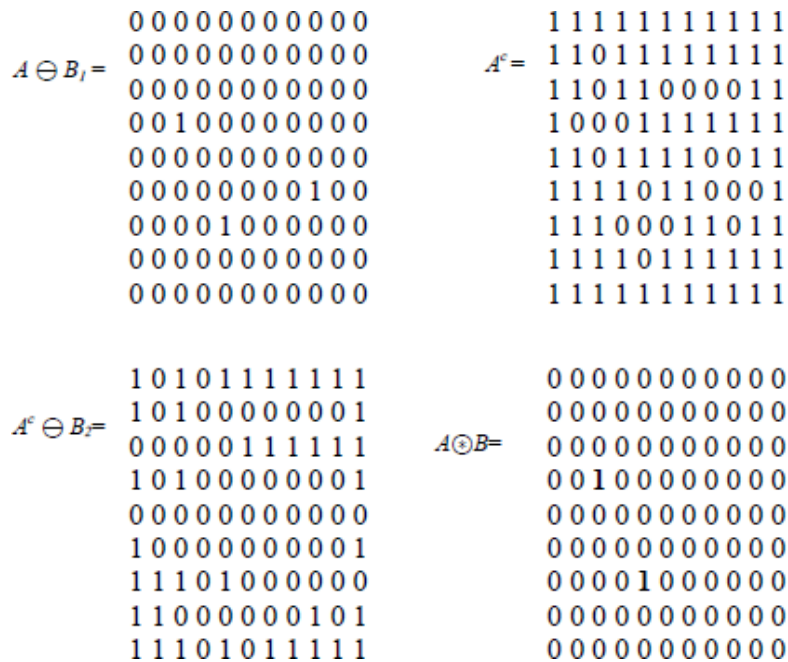 A ⊖ B₁ =
0 0 0 0 0 0 0 0 0 0 0
0 0 0 0 0 0 0 0 0 0 0
0 0 0 0 0 0 0 0 0 0 0
0 0 1 0 0 0 0 0 0 0 0
0 0 0 0 0 0 0 0 0 0 0
0 0 0 0 0 0 0 0 1 0 0
0 0 0 0 1 0 0 0 0 0 0
0 0 0 0 0 0 0 0 0 0 0
0 0 0 0 0 0 0 0 0 0 0
Aᶜ =
1 1 1 1 1 1 1 1 1 1 1
1 1 0 1 1 1 1 1 1 1 1
1 1 0 1 1 0 0 0 0 1 1
1 0 0 0 1 1 1 1 1 1 1
1 1 0 1 1 1 1 0 0 1 1
1 1 1 1 0 1 1 0 0 0 1
1 1 1 0 0 0 1 1 0 1 1
1 1 1 1 0 1 1 1 1 1 1
1 1 1 1 1 1 1 1 1 1 1
Aᶜ ⊖ B₂=
1 0 1 0 1 1 1 1 1 1 1
1 0 1 0 0 0 0 0 0 0 1
0 0 0 0 0 1 1 1 1 1 1
1 0 1 0 0 0 0 0 0 0 1
0 0 0 0 0 0 0 0 0 0 0
1 0 0 0 0 0 0 0 0 0 1
1 1 1 0 1 0 0 0 0 0 0
1 1 0 0 0 0 0 0 1 0 1
1 1 1 0 1 0 1 1 1 1 1
A⊛B=
0 0 0 0 0 0 0 0 0 0 0
0 0 0 0 0 0 0 0 0 0 0
0 0 0 0 0 0 0 0 0 0 0
0 0 1 0 0 0 0 0 0 0 0
0 0 0 0 0 0 0 0 0 0 0
0 0 0 0 0 0 0 0 0 0 0
0 0 0 0 1 0 0 0 0 0 0
0 0 0 0 0 0 0 0 0 0 0
0 0 0 0 0 0 0 0 0 0 0